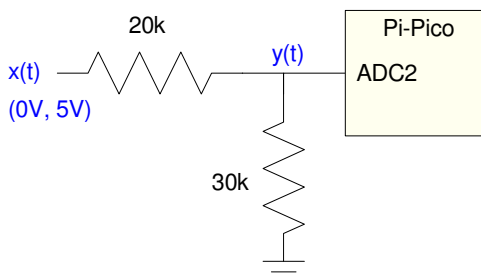 20k
Pi-Pico
x(t)
y(t)
ADC2
(0V, 5V)
30k